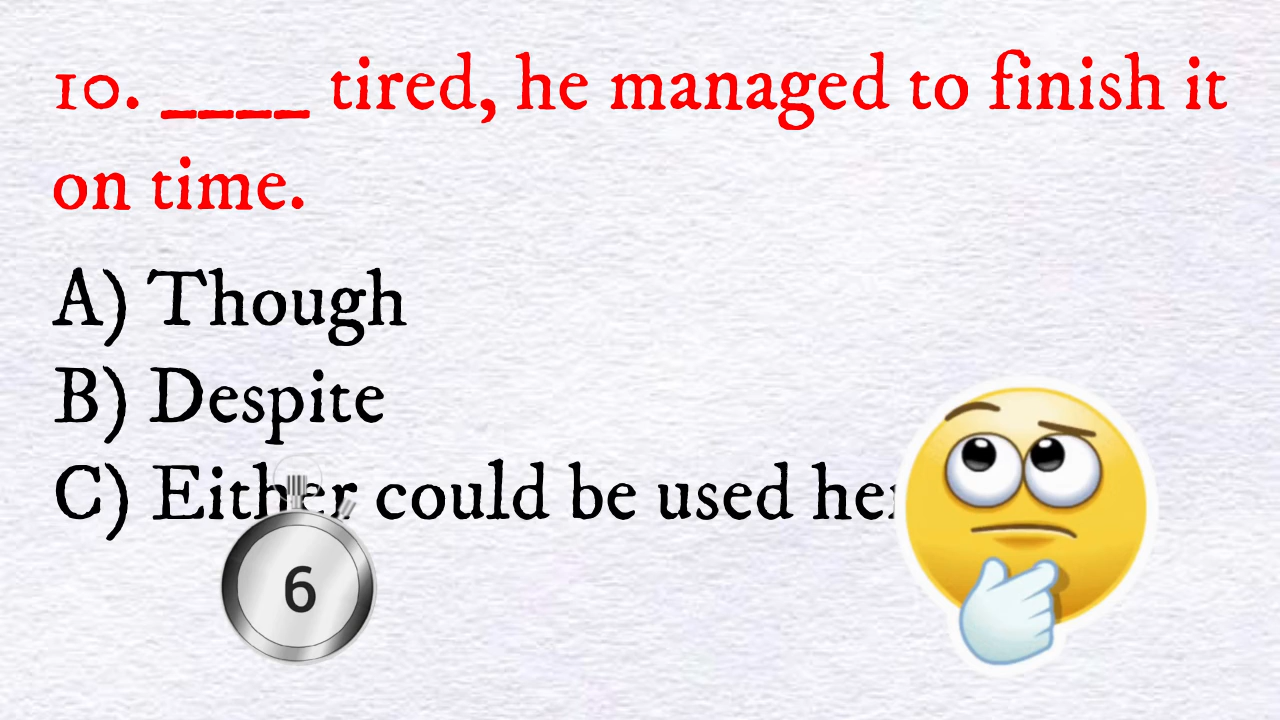 10. ____ tired, he managed to finish it
on time.
A) Though
B) Despite
C) Either could be used
6